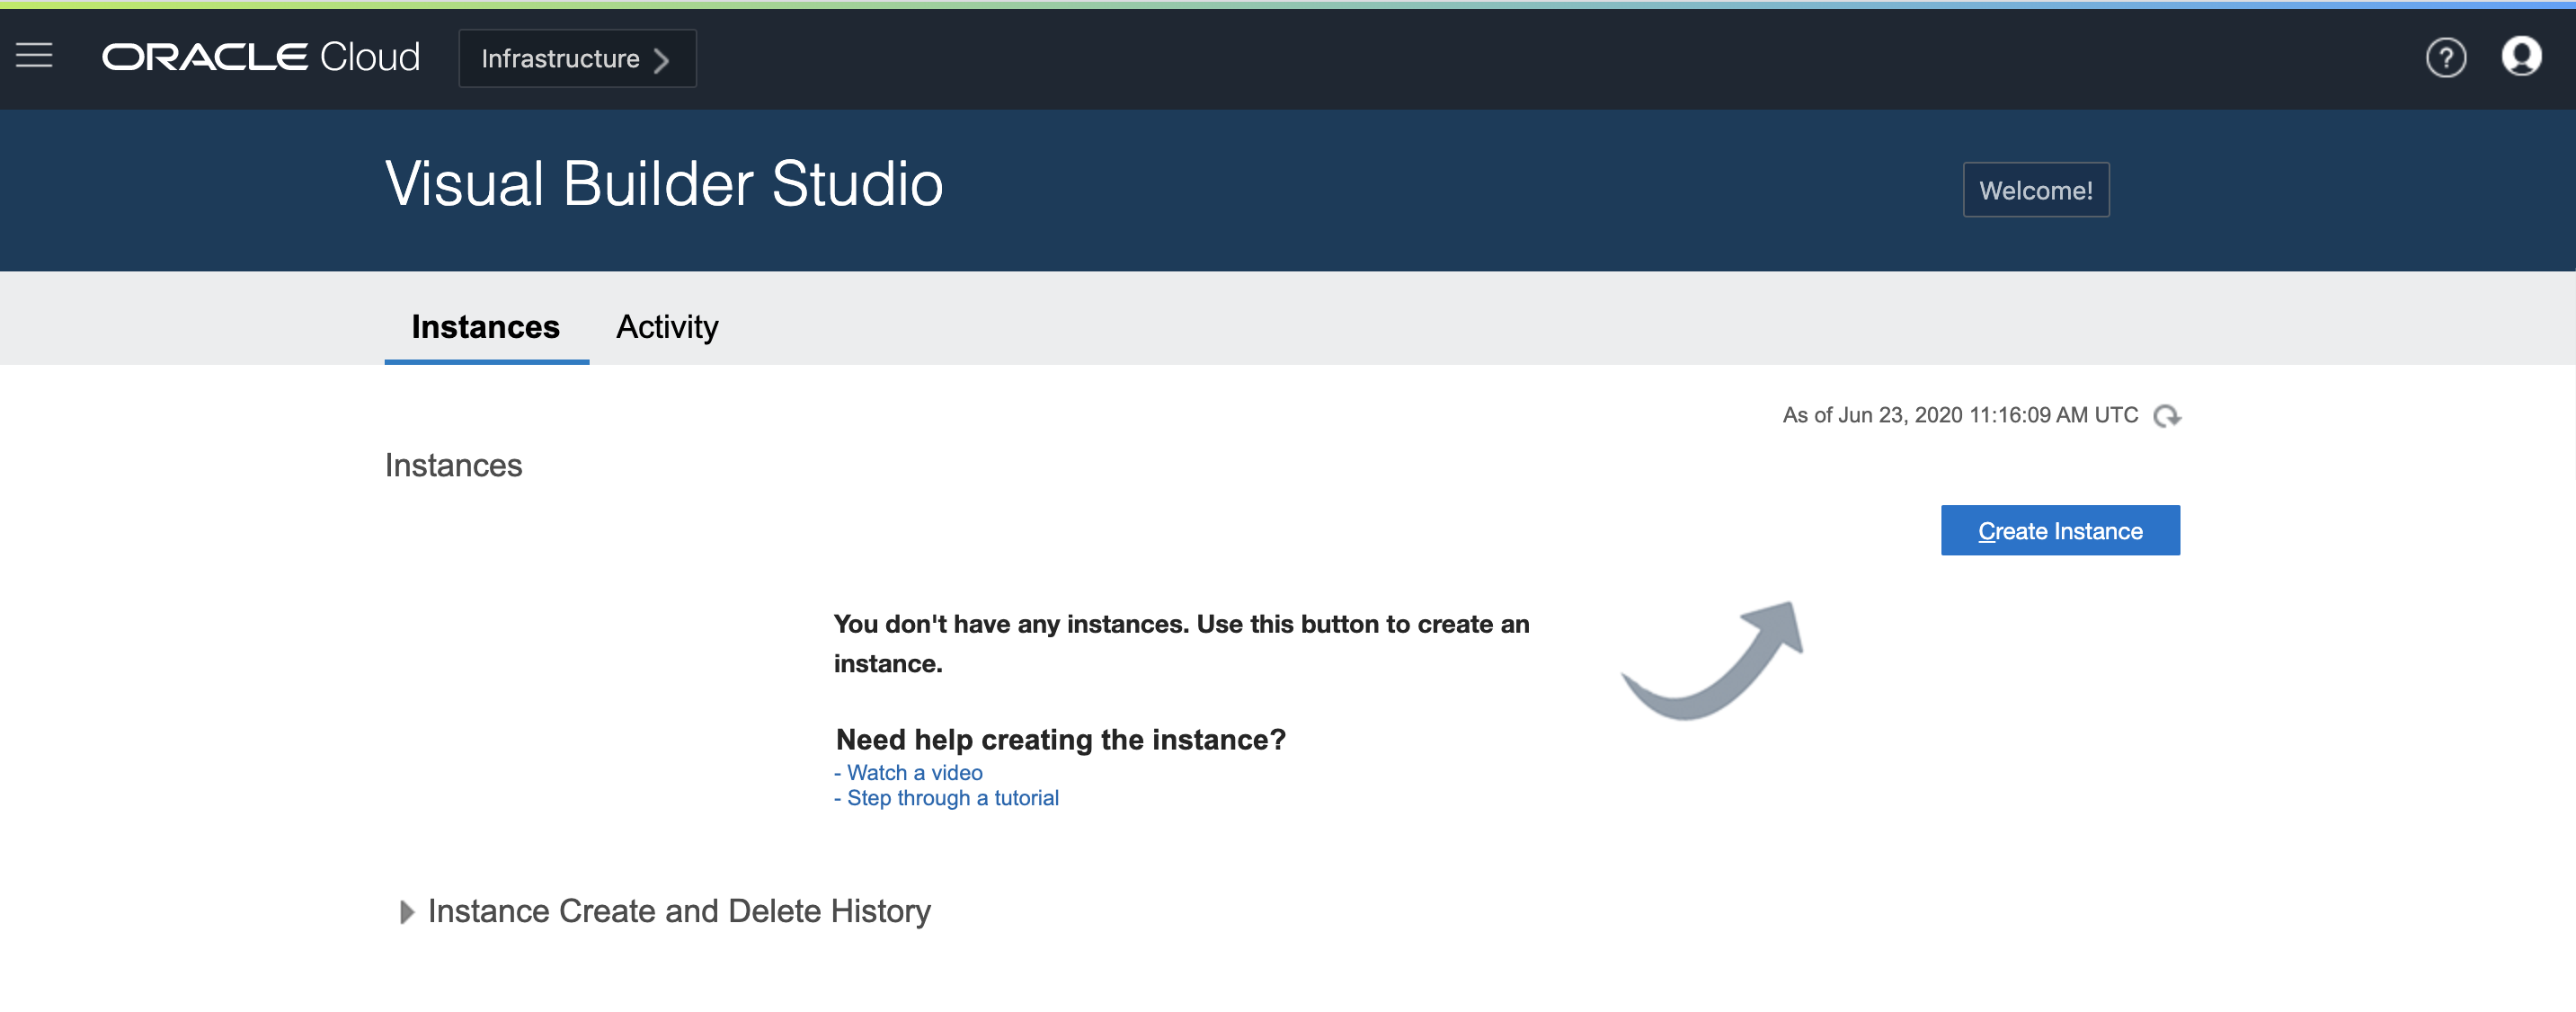 ORACLE Cloud
Infrastructure
?
Visual Builder Studio
Welcome!
Instances
Activity
As of Jun 23, 2020 11:16:09 AM UTC
Instances
Create Instance
You don't have any instances. Use this button to create an
instance.
Need help creating the instance?
- Watch a video
- Step through a tutorial
Instance Create and Delete History